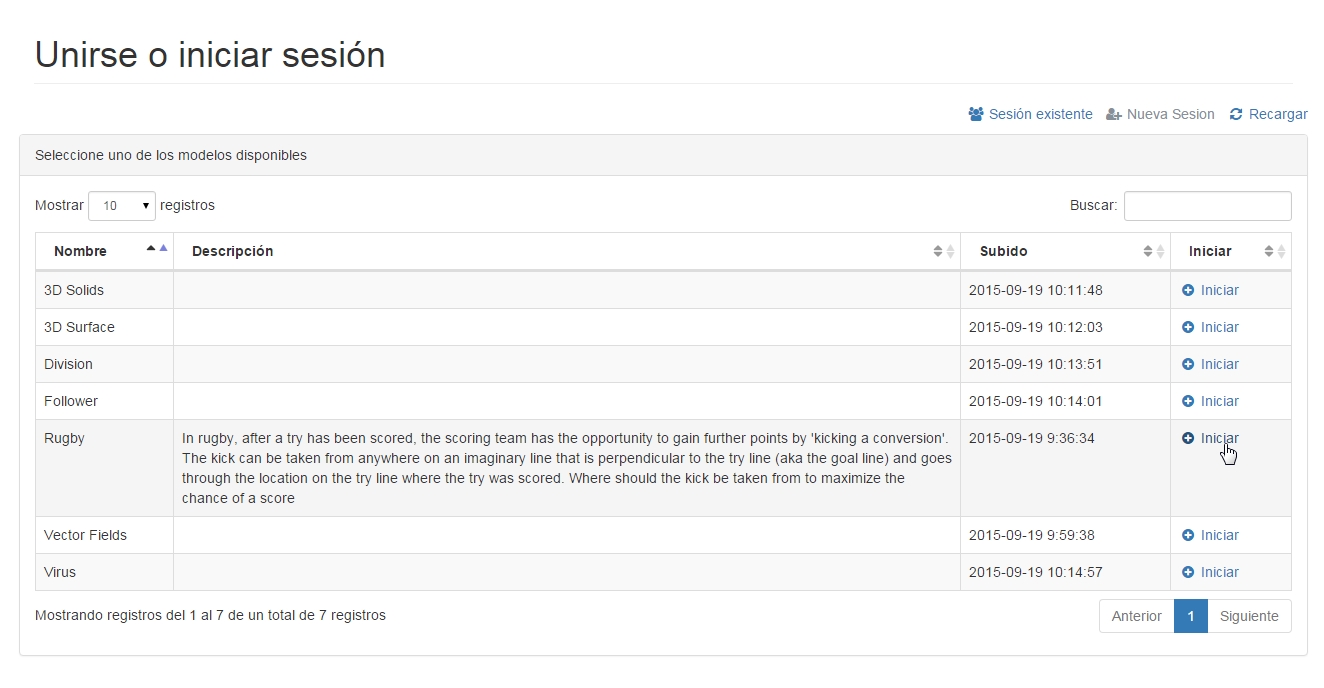 Unirse o iniciar sesión
Sesión existente Nueva Sesion Recargar
Seleccione uno de los modelos disponibles
Mostrar 10 registros Buscar:
Nombre Descripción Subido Iniciar
3D Solids 2015-09-19 10:11:48 Iniciar
3D Surface 2015-09-19 10:12:03 Iniciar
Division 2015-09-19 10:13:51 Iniciar
Follower 2015-09-19 10:14:01 Iniciar
Rugby In rugby, after a try has been scored, the scoring team has the opportunity to gain further points by 'kicking a conversion'. 2015-09-19 9:36:34 Iniciar
The kick can be taken from anywhere on an imaginary line that is perpendicular to the try line (aka the goal line) and goes
through the location on the try line where the try was scored. Where should the kick be taken from to maximize the
chance of a score
Vector Fields 2015-09-19 9:59:38 Iniciar
Virus 2015-09-19 10:14:57 Iniciar
Mostrando registros del 1 al 7 de un total de 7 registros Anterior 1 Siguiente